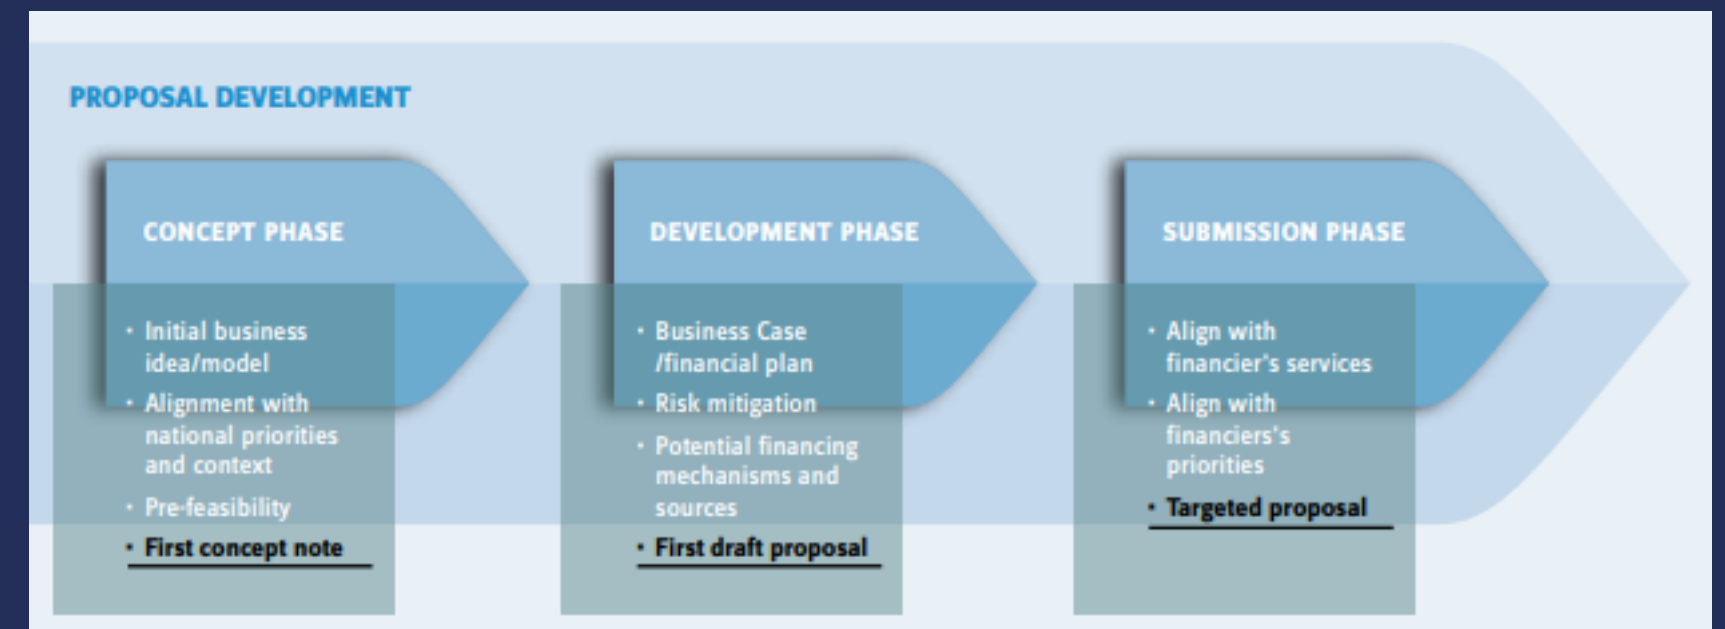 PROPOSAL DEVELOPMENT
CONCEPT PHASE
• Initial business
idea/model
• Alignment with
national priorities
and context
• Pre-feasibility
• First concept note
DEVELOPMENT PHASE
• Business Case
/financial plan
• Risk mitigation
• Potential financing
mechanisms and
sources
• First draft proposal
SUBMISSION PHASE
• Align with
financier's services
• Align with
financiers's
priorities
• Targeted proposal